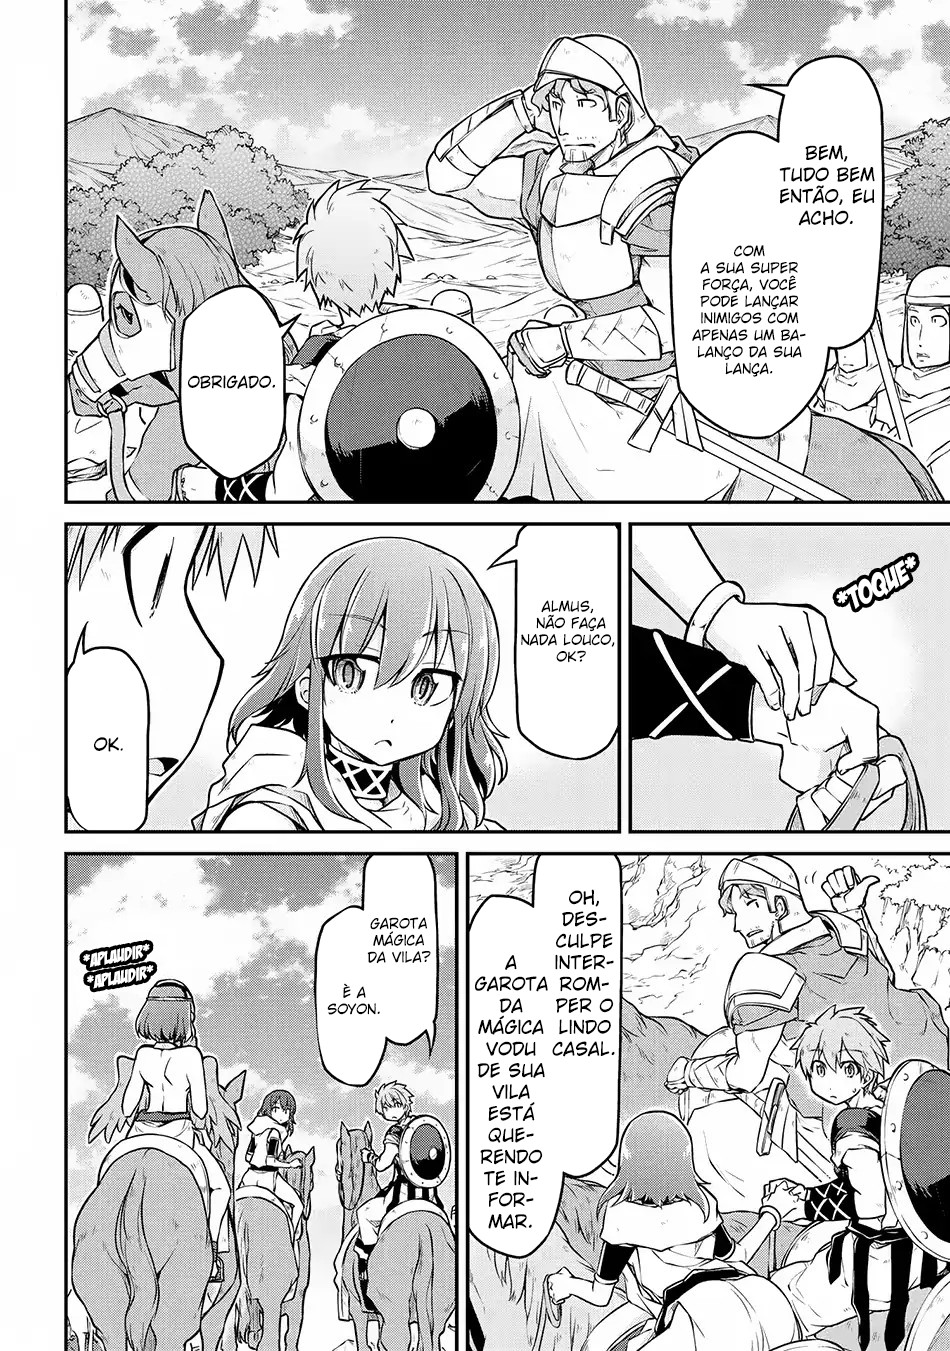 BEM,
TUDO BEM
ENTÃO, EU
ACHO.
COM
A SUA SUPER
FORÇA, VOCÊ
PODE LANÇAR
INIMIGOS COM
APENAS UM BA-
LANÇO DA SUA
LANÇA.
OBRIGADO.
*TOQUE*
ALMUS,
NÃO FAÇA
NADA LOUCO,
OK?
OK.
OH,
DES-
CULPE
INTER-
ROM-
PER O
LINDO
CASAL.
A
GAROTA
DA
MÁGICA
VODU
DE SUA
VILA
ESTÁ
QUE-
RENDO
TE IN-
FOR-
MAR.
GAROTA
MÁGICA
DA VILA?
È A
SOYON.
*APLAUDIR*
*APLAUDIR*